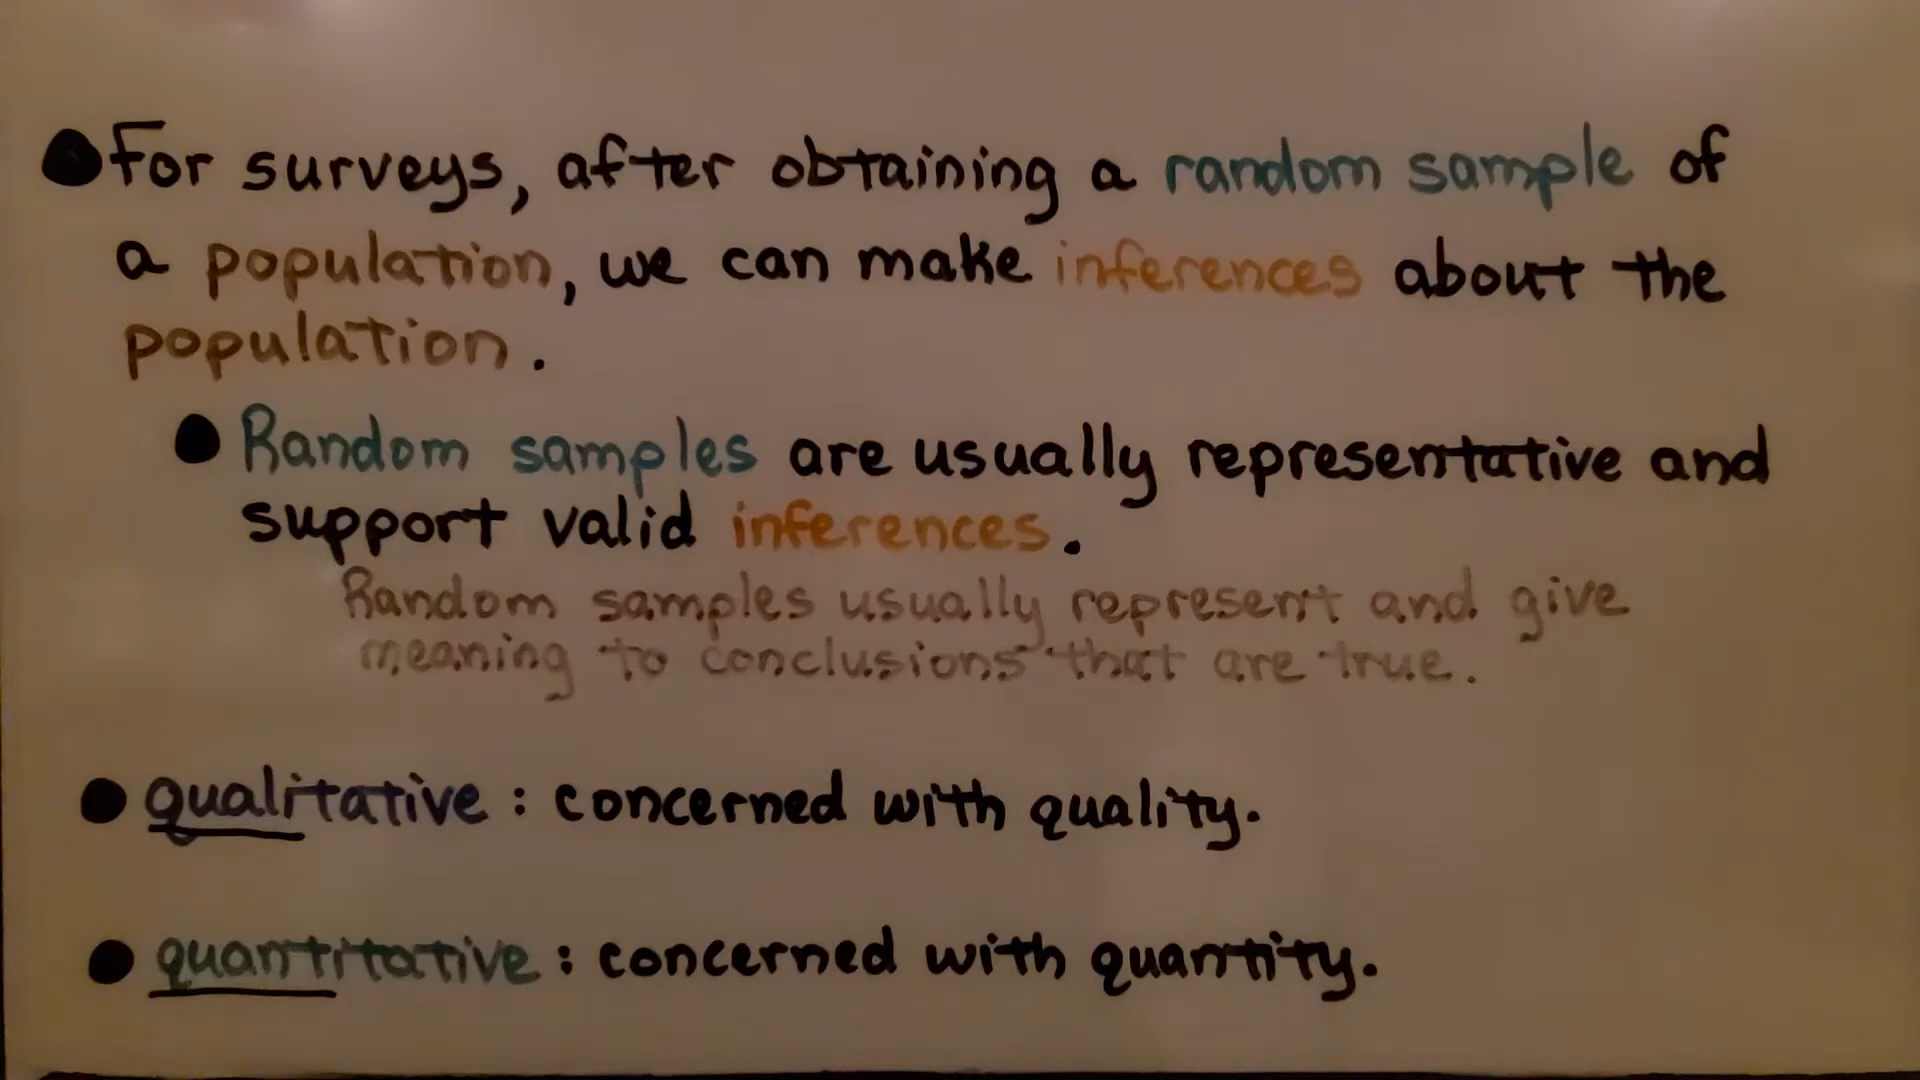 • For surveys, after obtaining a random sample of
a population, we can make inferences about the
population.
• Random samples are usually representative and
support valid inferences.
Random samples usually represent and give
meaning to conclusions that are true.
• qualitative : concerned with quality.
• quantitative : concerned with quantity.